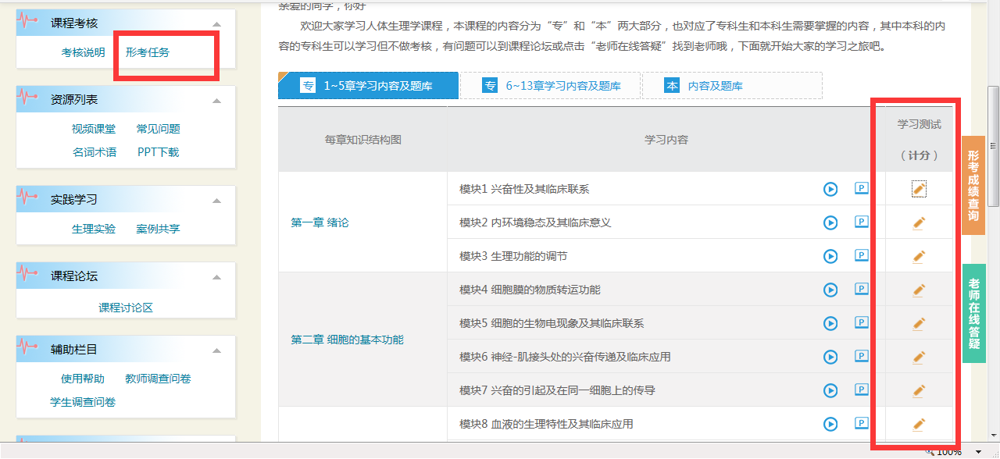 亲爱的同学，你好
欢迎大家学习人体生理学课程，本课程的内容分为“专”和“本”两大部分，也对应了专科生和本科生需要掌握的内容，其中本科的内
容的专科生可以学习但不做考核，有问题可以到课程论坛或点击“老师在线答疑”找到老师哦，下面就开始大家的学习之旅吧。
课程考核
考核说明 形考任务
资源列表
视频课堂 常见问题
名词术语 PPT下载
实践学习
生理实验 案例共享
课程论坛
课程讨论区
辅助栏目
使用帮助 教师调查问卷
学生调查问卷
专 1~5章学习内容及题库
专 6~13章学习内容及题库
本 内容及题库
每章知识结构图
学习内容
学习测试
（计分）
第一章 绪论
模块1 兴奋性及其临床联系 P
模块2 内环境稳态及其临床意义 P
模块3 生理功能的调节 P
第二章 细胞的基本功能
模块4 细胞膜的物质转运功能 P
模块5 细胞的生物电现象及其临床联系 P
模块6 神经-肌接头处的兴奋传递及临床应用 P
模块7 兴奋的引起及在同一细胞上的传导 P
模块8 血液的生理特性及其临床应用 P
形考成绩查询
老师在线答疑
100%